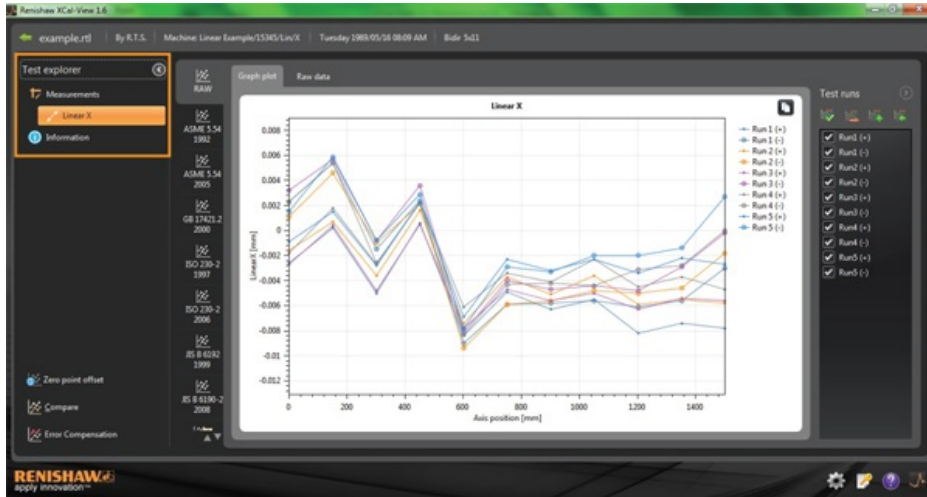 Renishaw XCal-View 1.6
example.rtl By R.T.S. Machine: Linear Example/15345/Lin/X Tuesday 1989/05/16 08:09 AM Bidir 5x11
Test explorer
Measurements
Linear X
Information
Zero point offset
Compare
Error Compensation
RAW
ASME 5.54
1992
ASME 5.54
2005
GB 17421.2
2000
ISO 230-2
1997
ISO 230-2
2006
JIS B 6192
1999
JIS B 6190-2
2008
Graph plot Raw data
Linear X
0.008
0.006
0.004
0.002
0
-0.002
-0.004
-0.006
-0.008
-0.01
-0.012
LinearX [mm]
0 200 400 600 800 1000 1200 1400
Axis position [mm]
Run 1 (+)
Run 1 (-)
Run 2 (+)
Run 2 (-)
Run 3 (+)
Run 3 (-)
Run 4 (+)
Run 4 (-)
Run 5 (+)
Run 5 (-)
Test runs
Run1 (+)
Run1 (-)
Run2 (+)
Run2 (-)
Run3 (+)
Run3 (-)
Run4 (+)
Run4 (-)
Run5 (+)
Run5 (-)
RENISHAW
apply innovation™